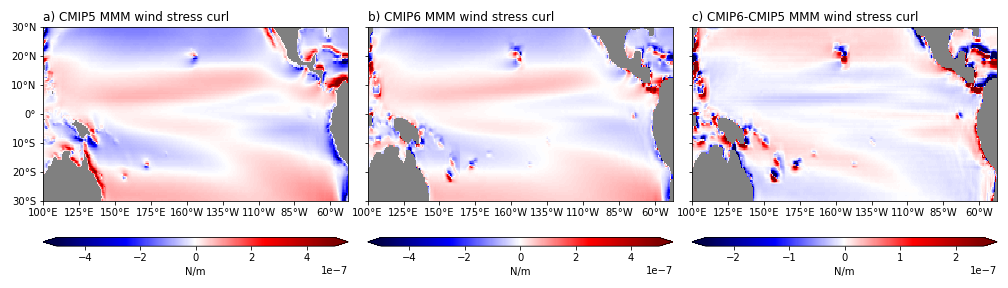 a) CMIP5 MMM wind stress curl
b) CMIP6 MMM wind stress curl
c) CMIP6-CMIP5 MMM wind stress curl
30°N
20°N
10°N
0°
10°S
20°S
30°S
100°E 125°E 150°E 175°E 160°W 135°W 110°W 85°W 60°W
100°E 125°E 150°E 175°E 160°W 135°W 110°W 85°W 60°W
100°E 125°E 150°E 175°E 160°W 135°W 110°W 85°W 60°W
−4 −2 0 2 4
N/m
1e−7
−4 −2 0 2 4
N/m
1e−7
−2 −1 0 1 2
N/m
1e−7